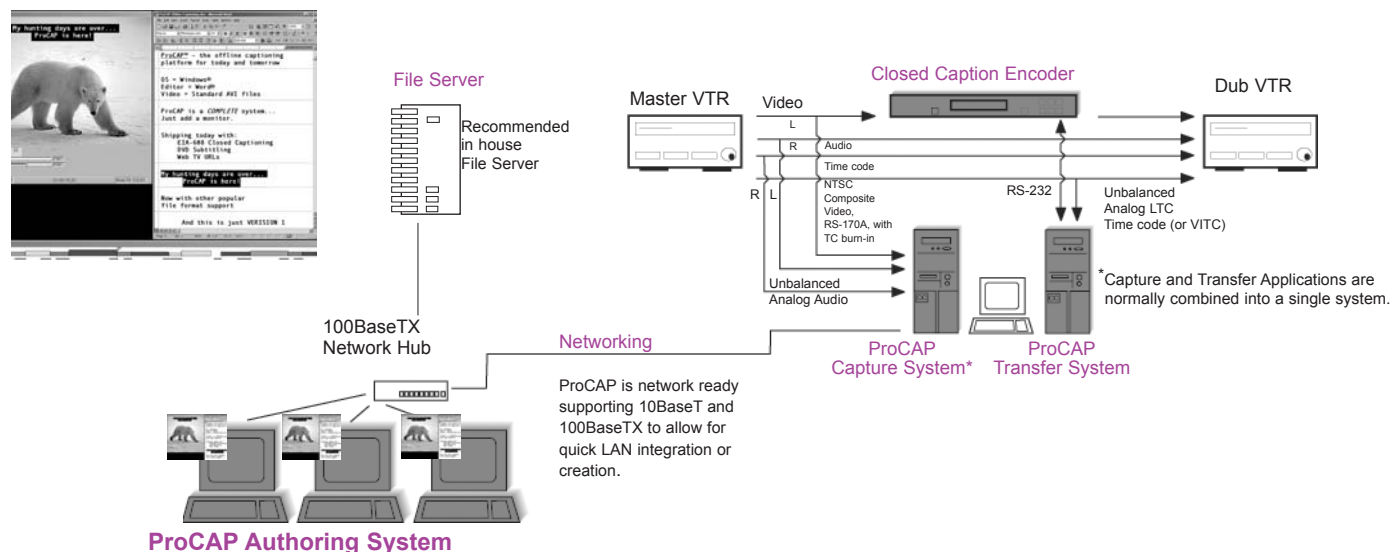 My hunting days are over...
ProCAP is here!
ProCAP™ - the offline captioning
platform for today and tomorrow
OS = Windows®
Editor = Word®
Video = Standard AVI files
ProCAP is a COMPLETE system...
Just add a monitor.
Shipping today with:
EIA-608 Closed Captioning
DVD Subtitling
Web TV URLs
My hunting days are over...
ProCAP is here!
Now with other popular
file format support
And this is just VERSION 1
File Server
Recommended
in house
File Server
Master VTR
Video
L
R
Audio
Time code
R
L
NTSC
Composite
Video,
RS-170A, with
TC burn-in
Unbalanced
Analog Audio
Closed Caption Encoder
Dub VTR
RS-232
Unbalanced
Analog LTC
Time code (or VITC)
*Capture and Transfer Applications are
normally combined into a single system.
ProCAP
Capture System*
ProCAP
Transfer System
100BaseTX
Network Hub
Networking
ProCAP is network ready
supporting 10BaseT and
100BaseTX to allow for
quick LAN integration or
creation.
ProCAP Authoring System